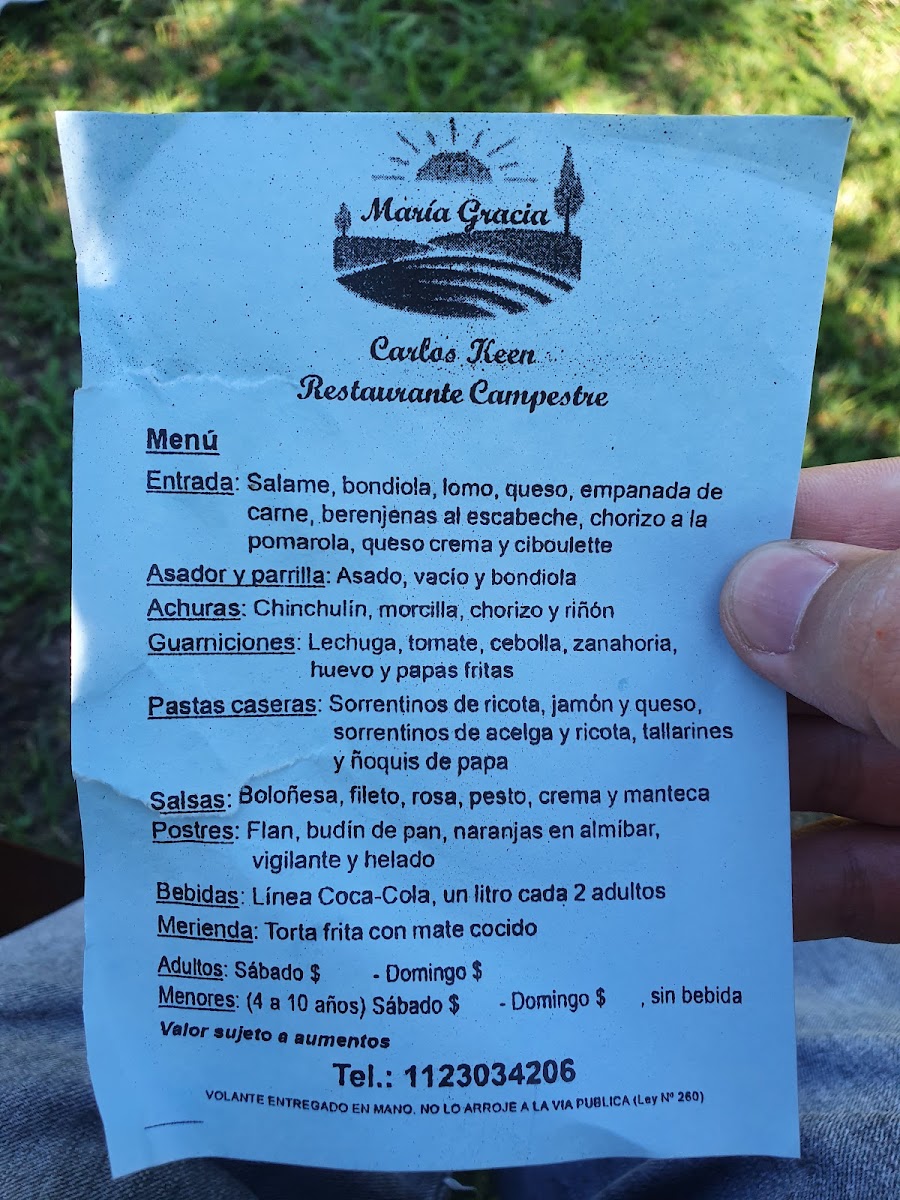 María Gracia
Carlos Keen
Restaurante Campestre
Menú
Entrada: Salame, bondiola, lomo, queso, empanada de
carne, berenjenas al escabeche, chorizo a la
pomarola, queso crema y ciboulette
Asador y parrilla: Asado, vacío y bondiola
Achuras: Chinchulín, morcilla, chorizo y riñón
Guarniciones: Lechuga, tomate, cebolla, zanahoria,
huevo y papas fritas
Pastas caseras: Sorrentinos de ricota, jamón y queso,
sorrentinos de acelga y ricota, tallarines
y ñoquis de papa
Salsas: Boloñesa, fileto, rosa, pesto, crema y manteca
Postres: Flan, budín de pan, naranjas en almíbar,
vigilante y helado
Bebidas: Línea Coca-Cola, un litro cada 2 adultos
Merienda: Torta frita con mate cocido
Adultos: Sábado $ - Domingo $
Menores: (4 a 10 años) Sábado $ - Domingo $ , sin bebida
Valor sujeto a aumentos
Tel.: 1123034206
VOLANTE ENTREGADO EN MANO. NO LO ARROJE A LA VIA PUBLICA (Ley Nº 260)